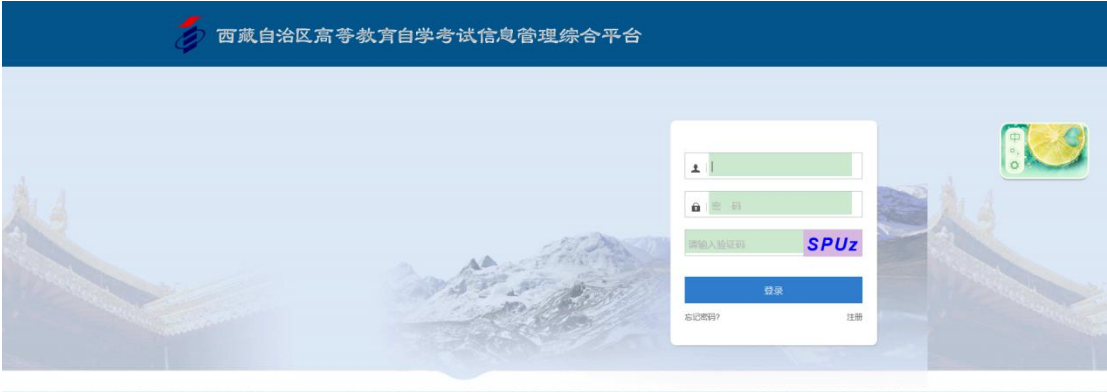 西藏自治区高等教育自学考试信息管理综合平台
中
密 码
请输入验证码
SPUz
登录
忘记密码?
注册